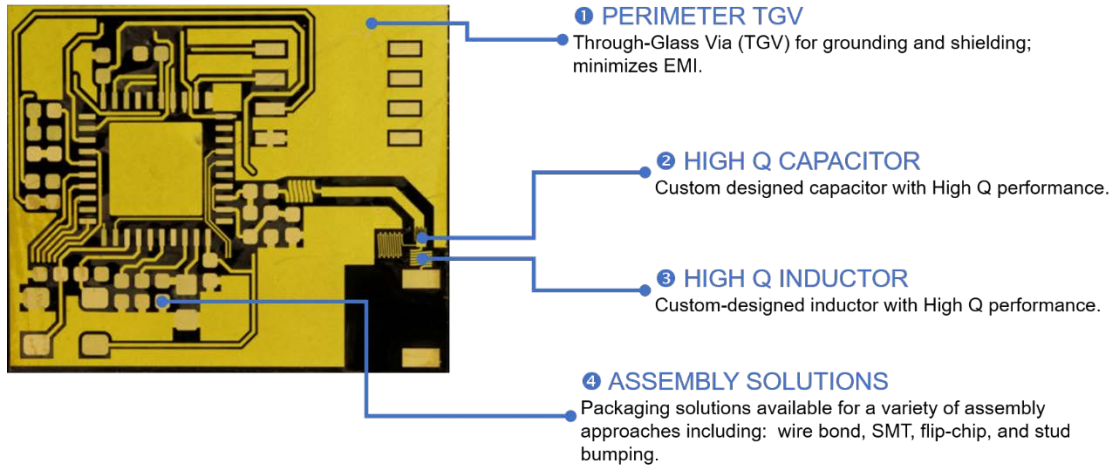 ❶ PERIMETER TGV
Through-Glass Via (TGV) for grounding and shielding;
minimizes EMI.
❷ HIGH Q CAPACITOR
Custom designed capacitor with High Q performance.
❸ HIGH Q INDUCTOR
Custom-designed inductor with High Q performance.
❹ ASSEMBLY SOLUTIONS
Packaging solutions available for a variety of assembly
approaches including:  wire bond, SMT, flip-chip, and stud
bumping.